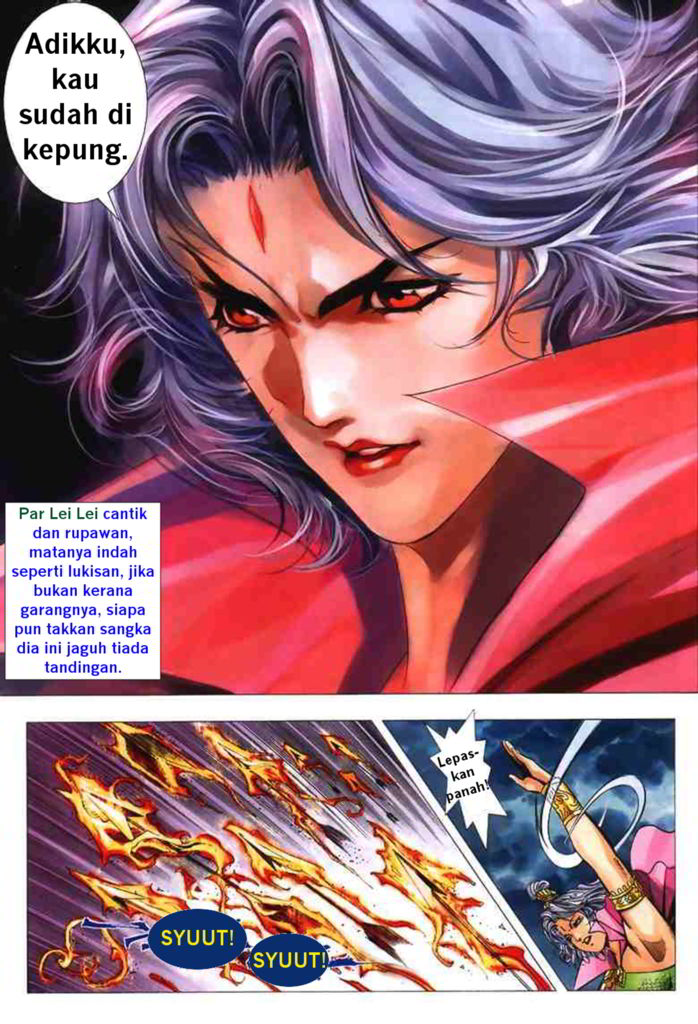 Adikku,
kau
sudah di
kepung.
Par Lei Lei cantik
dan rupawan,
matanya indah
seperti lukisan, jika
bukan kerana
garangnya, siapa
pun takkan sangka
dia ini jaguh tiada
tandingan.
Lepas-
kan
panah!
SYUUT!
SYUUT!